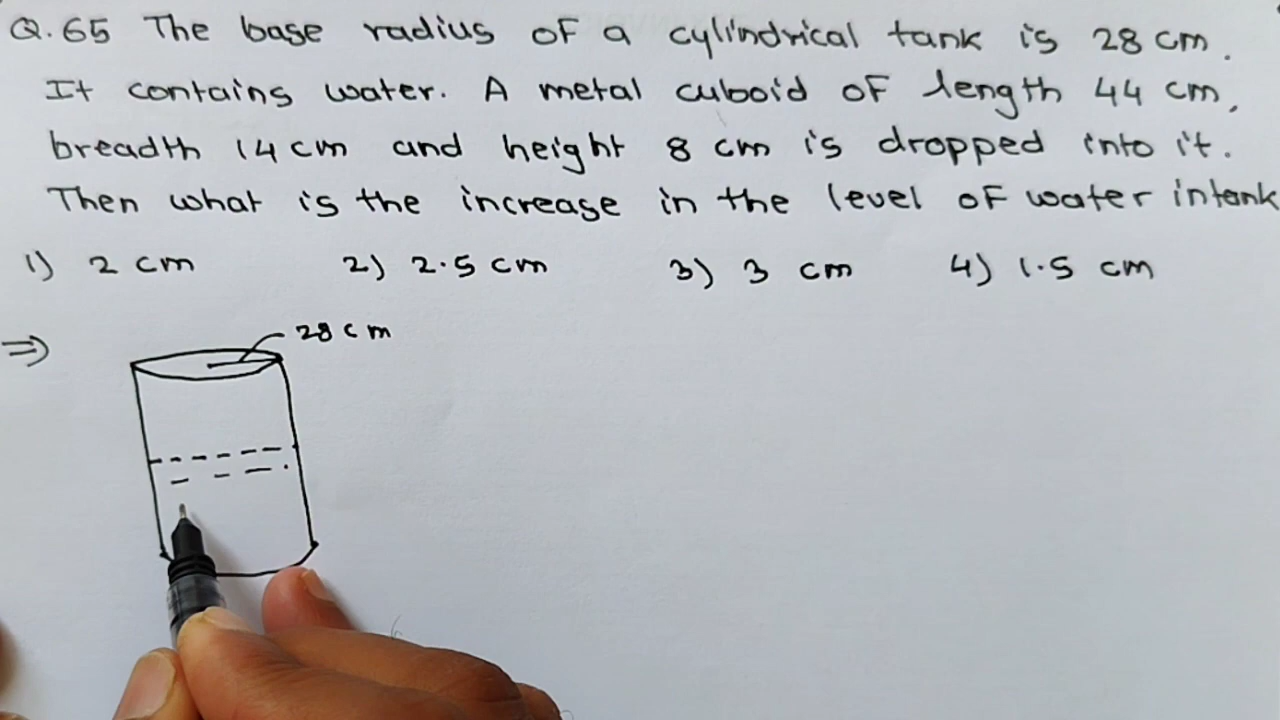 Q.65 The base radius of a cylindrical tank is 28 cm.
It contains water. A metal cuboid of length 44 cm,
breadth 14 cm and height 8 cm is dropped into it.
Then what is the increase in the level of water in tank
1) 2 cm 2) 2.5 cm 3) 3 cm 4) 1.5 cm
⇒ 28 cm